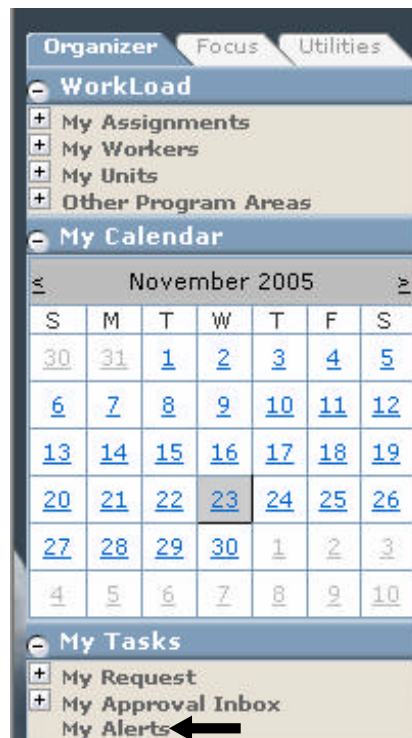 Organizer Focus Utilities
WorkLoad
My Assignments
My Workers
My Units
Other Program Areas
My Calendar
< November 2005 >
S M T W T F S
30 31 1 2 3 4 5
6 7 8 9 10 11 12
13 14 15 16 17 18 19
20 21 22 23 24 25 26
27 28 29 30 1 2 3
4 5 6 7 8 9 10
My Tasks
My Request
My Approval Inbox
My Alerts